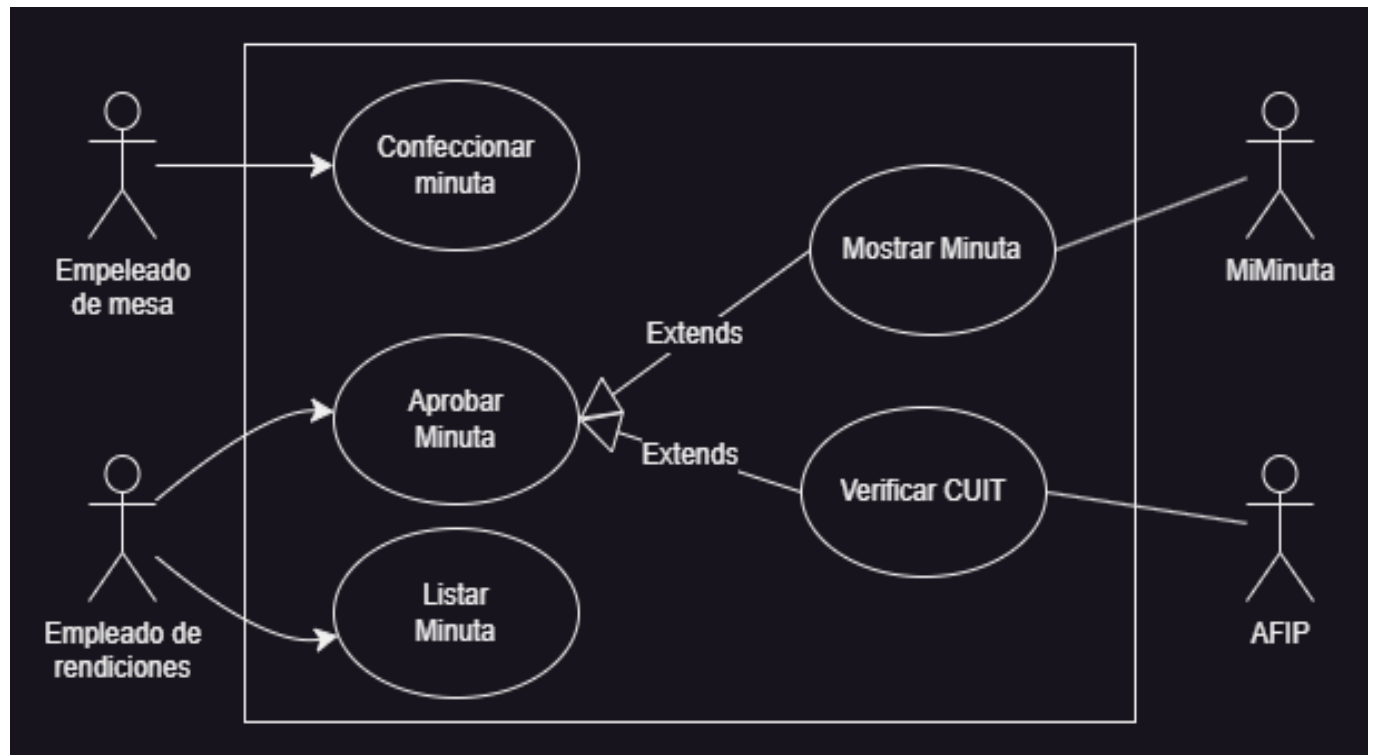 Confeccionar
minuta
Empeleado
de mesa
Mostrar Minuta
MiMinuta
Extends
Aprobar
Minuta
Extends
Verificar CUIT
Listar
Minuta
Empleado de
rendiciones
AFIP